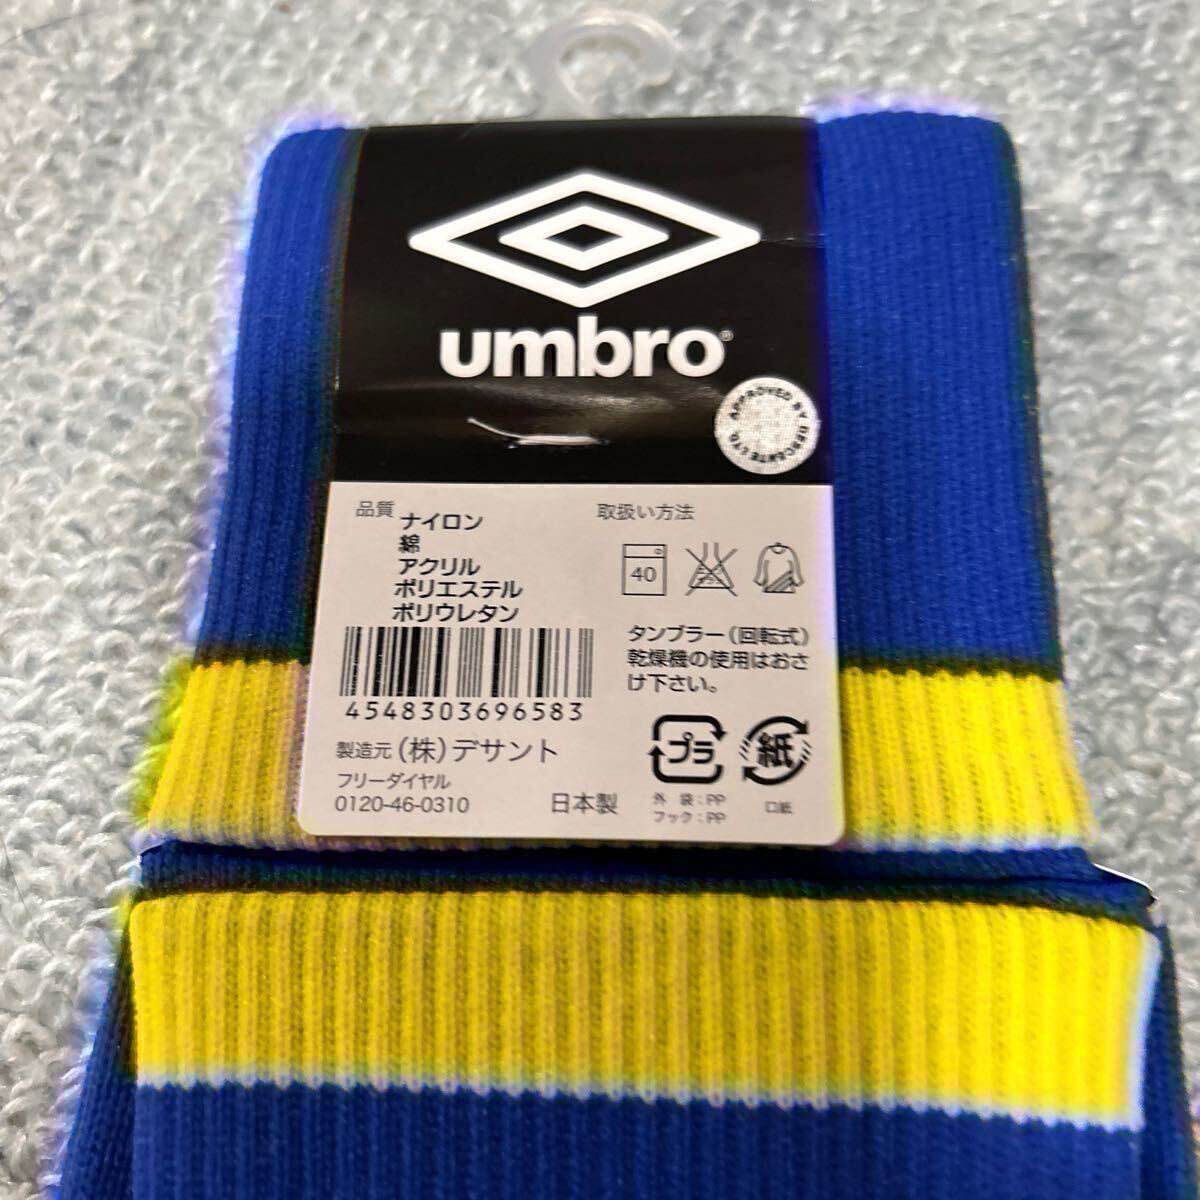 umbro®
APPROVED BY DESCENTE LTD.
品質
ナイロン
綿
アクリル
ポリエステル
ポリウレタン
取扱い方法
40
タンブラー(回転式)
乾燥機の使用はおさ
け下さい。
4548303696583
製造元(株)デサント
フリーダイヤル
0120-46-0310
日本製
プラ
外 袋:PP
フック:PP
紙
口紙